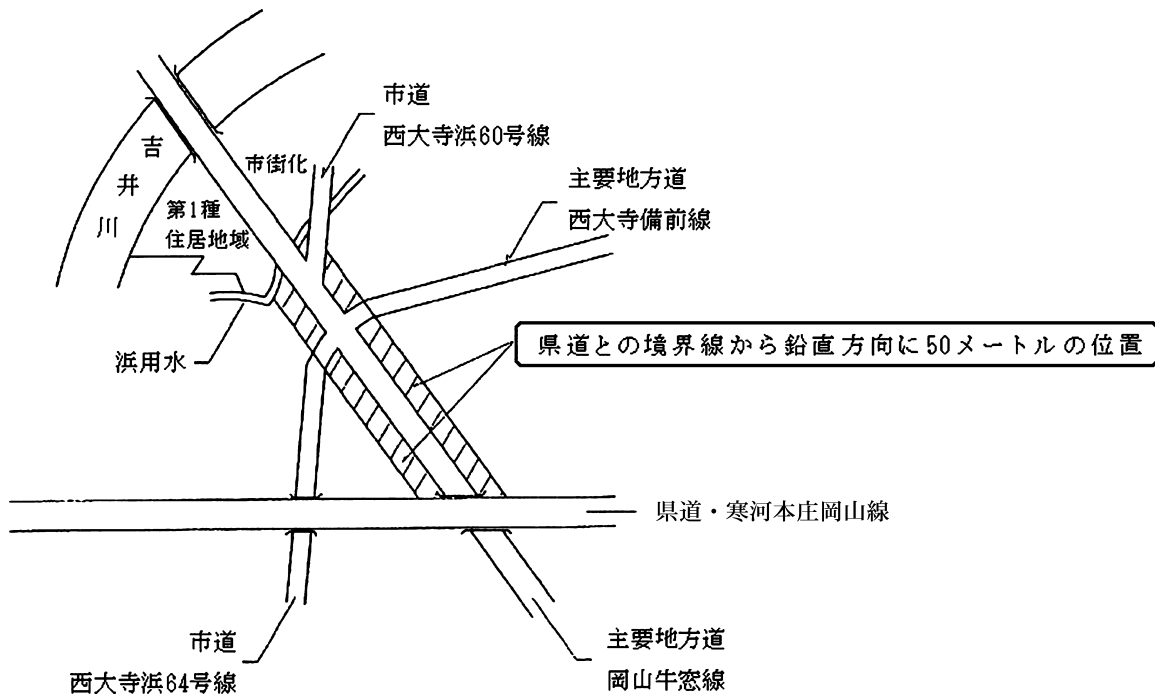 市道
西大寺浜60号線
吉井川
市街化
主要地方道
西大寺備前線
第1種
住居地域
県道との境界線から鉛直方向に50メートルの位置
浜用水
県道・寒河本庄岡山線
市道
西大寺浜64号線
主要地方道
岡山牛窓線